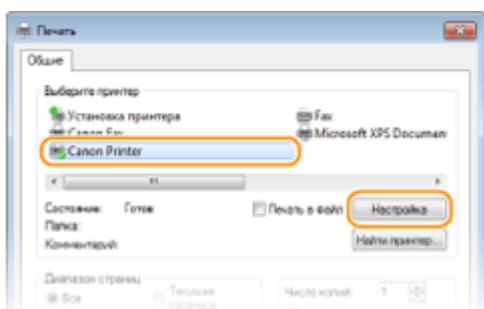 Печать
Общие
Выберите принтер
Установка принтера
Fax
Canon Fax
Microsoft XPS Documen
Canon Printer
Состояние: Готов
Печать в файл
Настройка
Папка:
Комментарий:
Найти принтер...
Диапазон страниц
Все
Текущая
страница
Число копий: 1